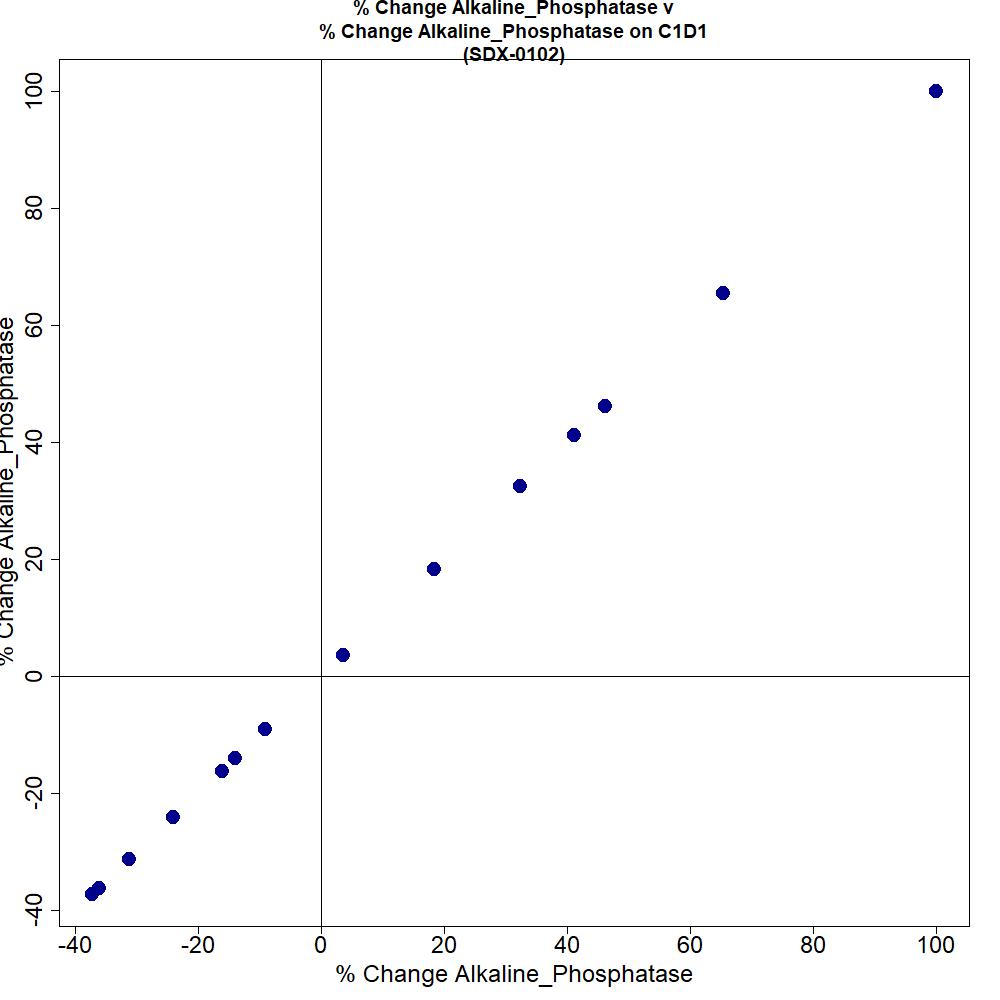 % Change Alkaline_Phosphatase v
% Change Alkaline_Phosphatase on C1D1
(SDX-0102)
% Change Alkaline_Phosphatase
100
80
60
40
20
0
-20
-40
-40 -20 0 20 40 60 80 100
% Change Alkaline_Phosphatase